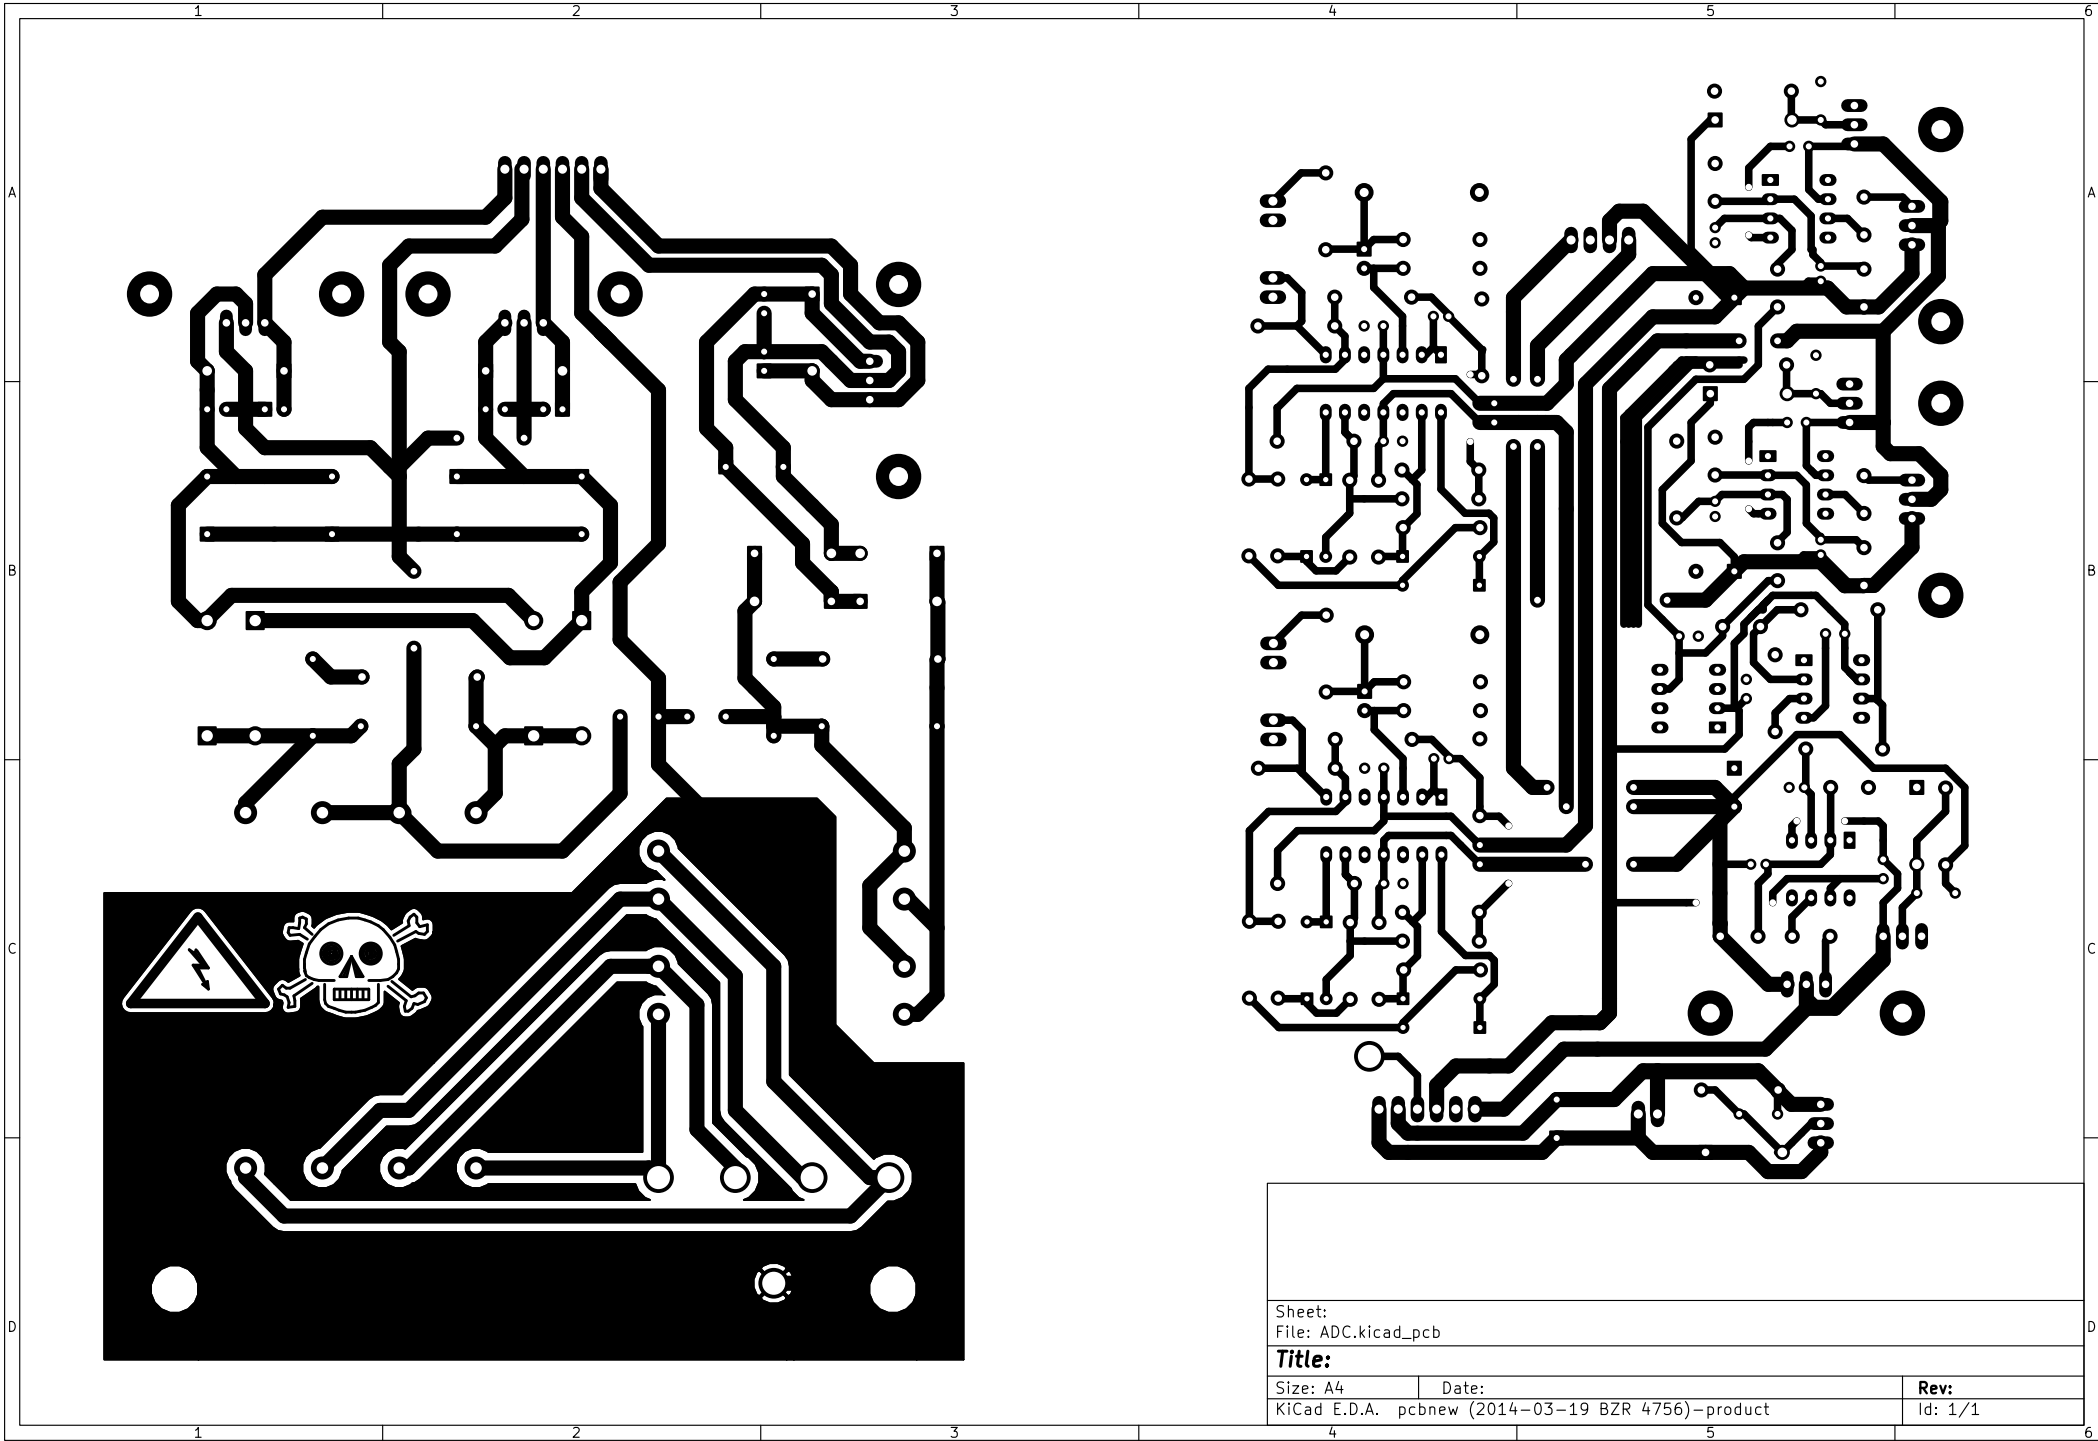 1 2 3 4 5 6
A A
B B
C C
D D
Sheet:
File: ADC.kicad_pcb
Title:
Size: A4 Date: Rev:
KiCad E.D.A. pcbnew (2014-03-19 BZR 4756)-product Id: 1/1
1 2 3 4 5 6